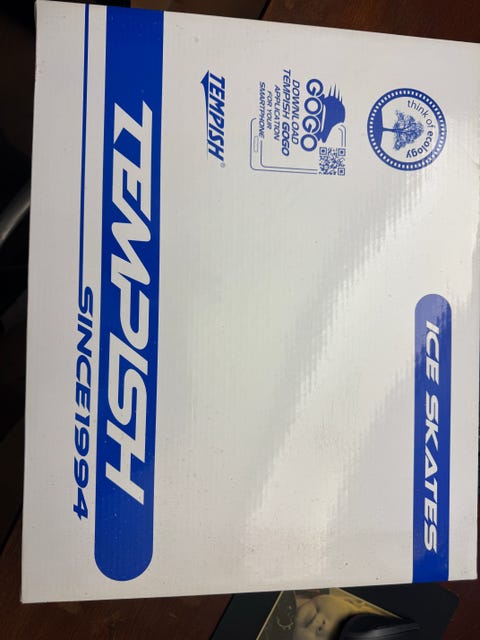 think of ecology
GOGO
DOWNLOAD
TEMPISH GOGO
APPLICATION
FOR YOUR
SMARTPHONE
TEMPISH®
ICE SKATES
TEMPISH
SINCE1994